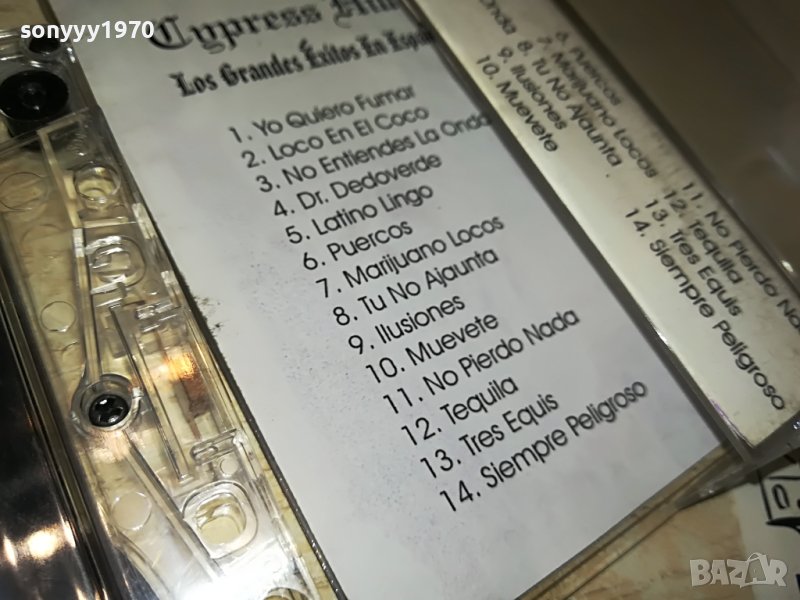 sonyyy1970
Cypress Hill
Los Grandes Éxitos En
1. Yo Quiero Fumar
2. Loco En El Coco
3. No Entiendes La Onda
4. Dr. Dedoverde
5. Latino Lingo
6. Puercos
7. Marijuano Locos
8. Tu No Ajaunta
9. Ilusiones
10. Muevete
11. No Pierdo Nada
12. Tequila
13. Tres Equis
14. Siempre Peligroso
Onda
6. Puercos
7. Marijuano Locos
8. Tu No Ajaunta
9. Ilusiones
10. Muevete
11. No Pierdo
12. Tequila
13. Tres Equis
14. Siempre Peligroso
BAZAR